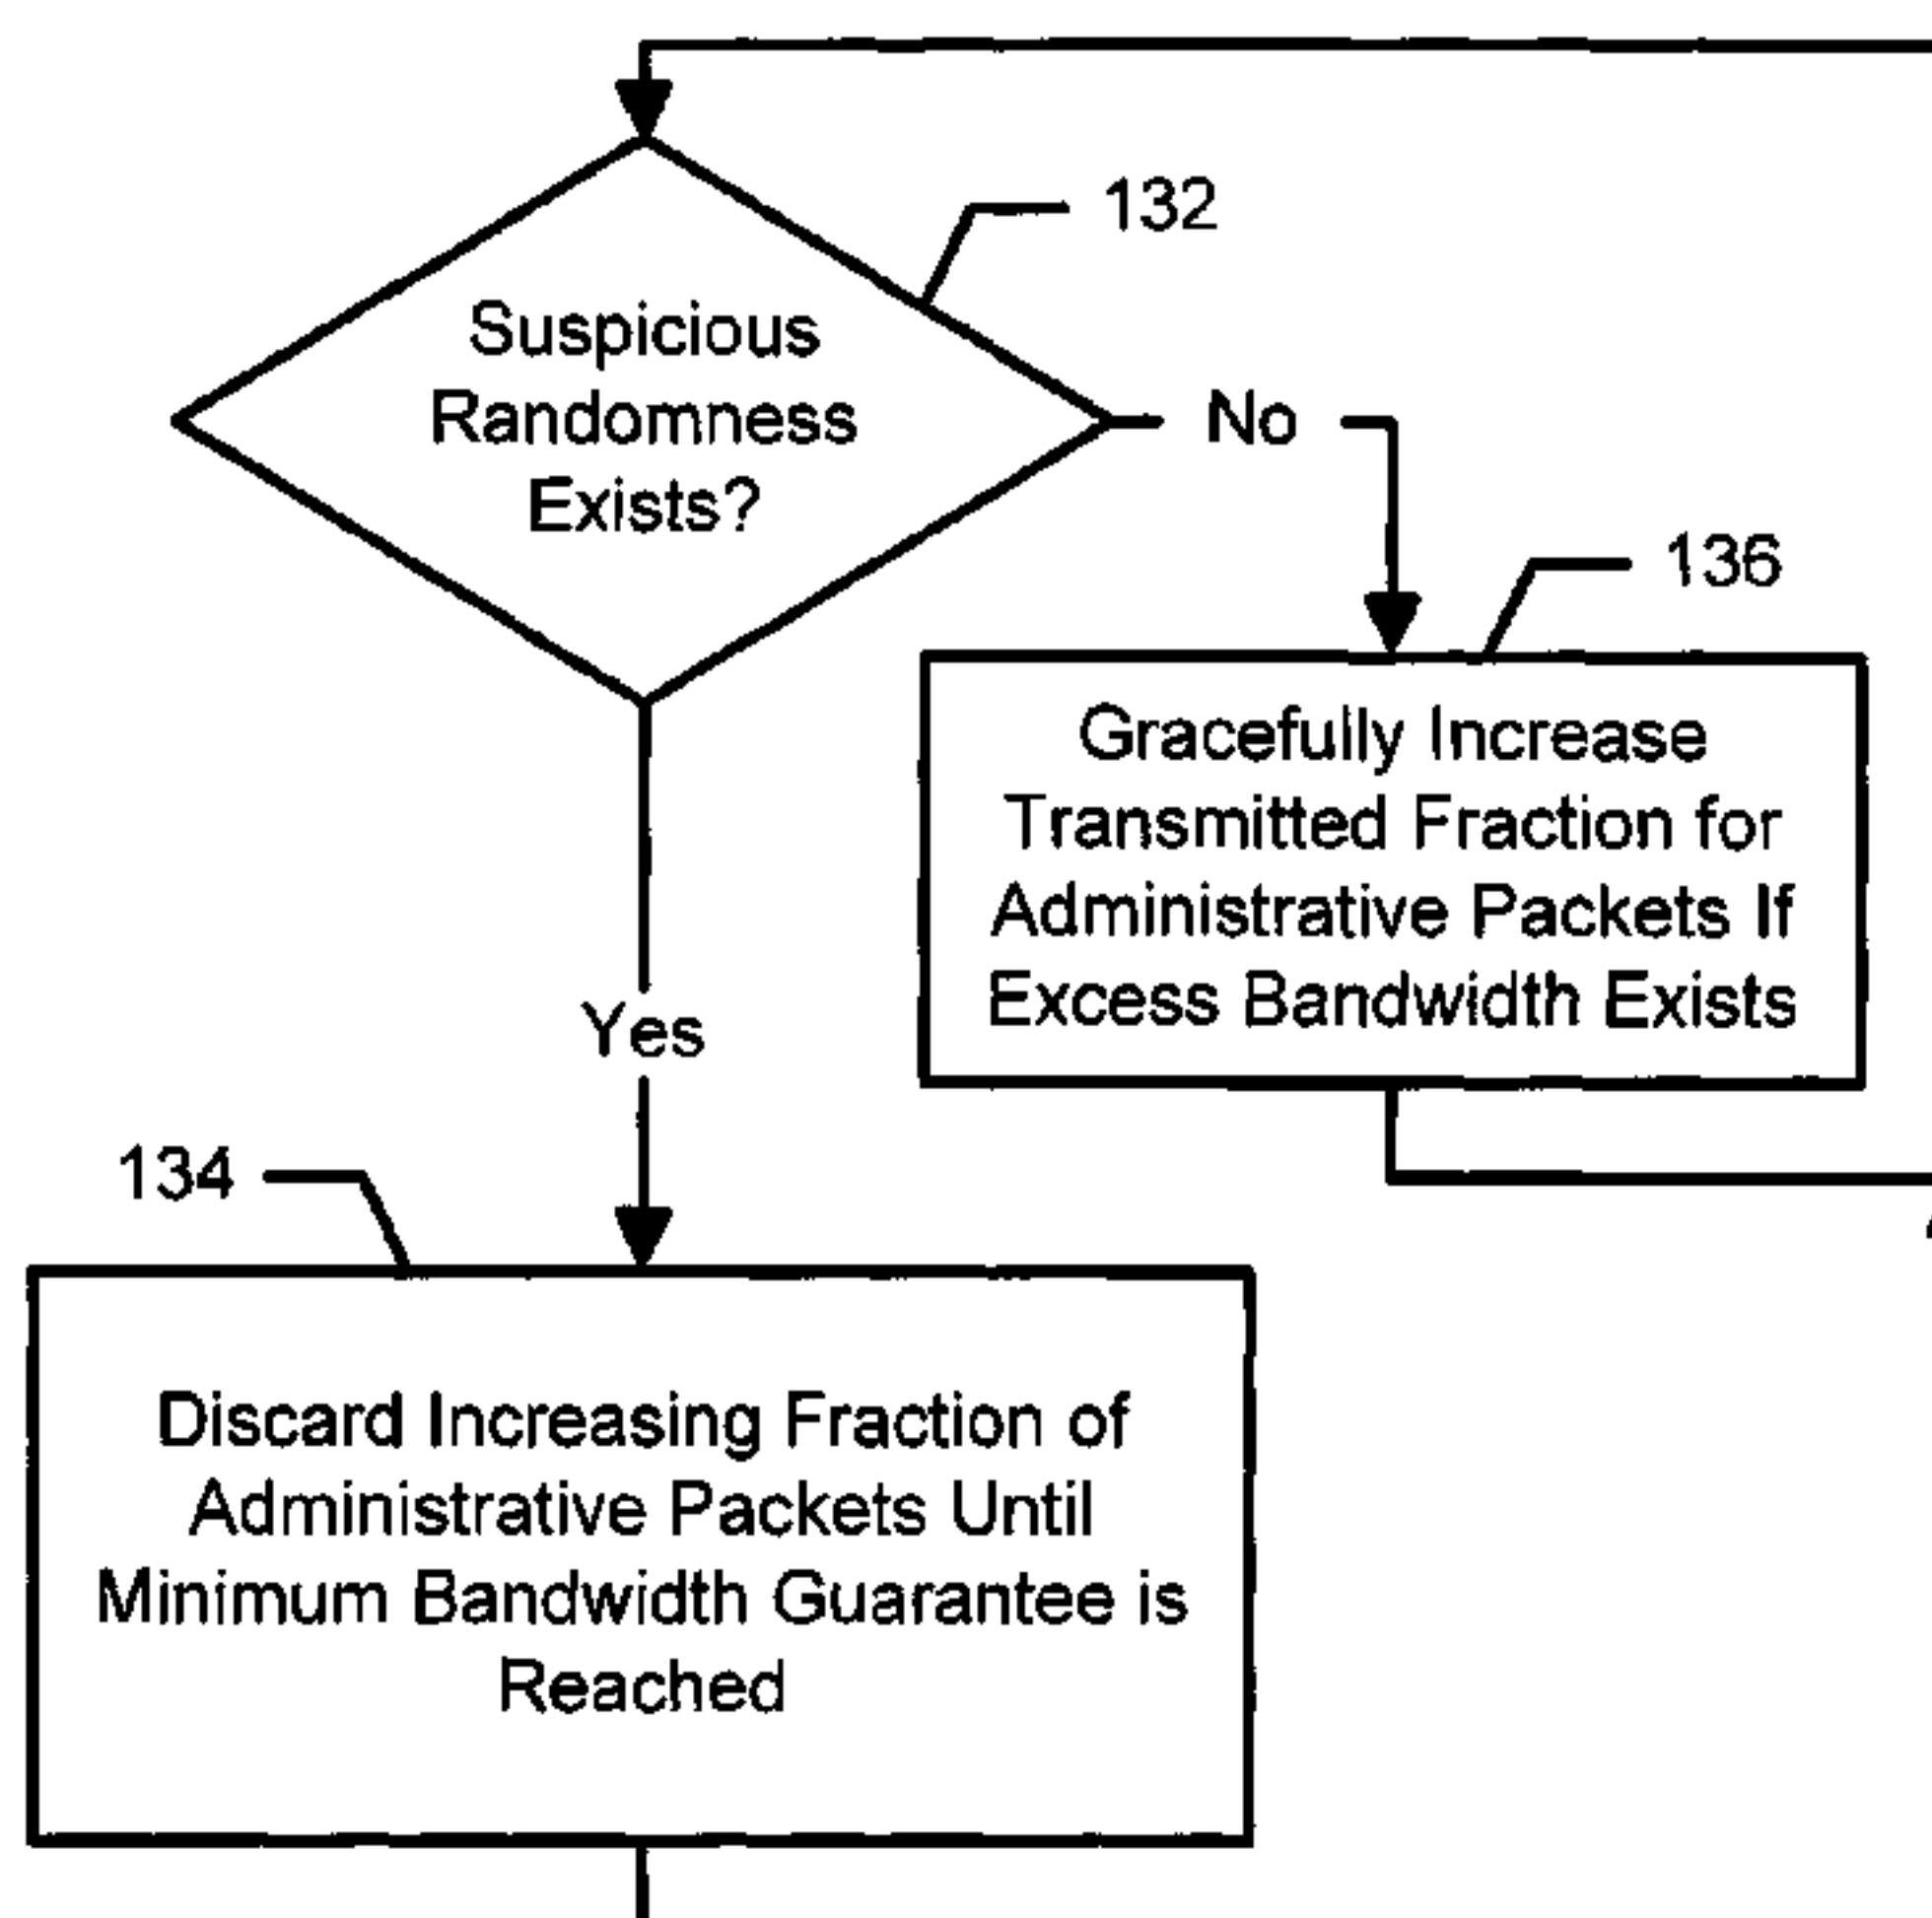 132
Suspicious
Randomness
Exists?
No
136
Gracefully Increase
Transmitted Fraction for
Administrative Packets If
Excess Bandwidth Exists
Yes
134
Discard Increasing Fraction of
Administrative Packets Until
Minimum Bandwidth Guarantee is
Reached